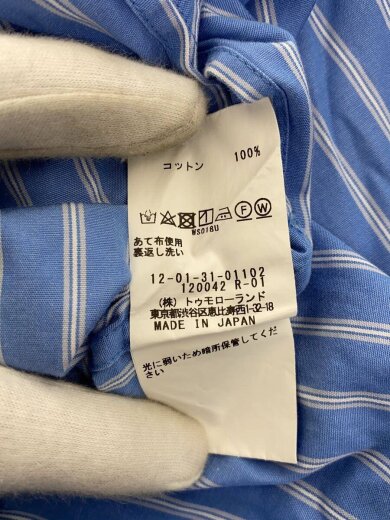 コットン 100%
F W
WS018U
あて布使用
裏返し洗い
12-01-31-01102
120042 R-01
(株) トゥモローランド
東京都渋谷区恵比寿西1-32-18
MADE IN JAPAN
光に弱いため暗所保管してくだ
さい